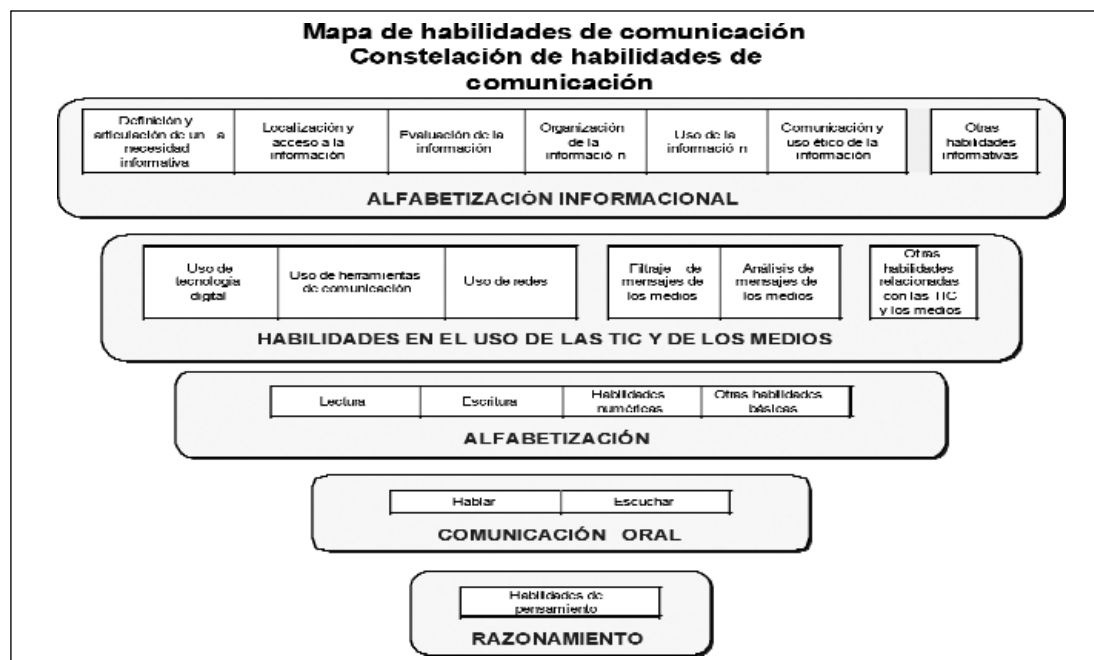 Mapa de habilidades de comunicación
Constelación de habilidades de
comunicación
Definición y
articulación de un a
necesidad
informativa
Localización y
acceso a la
información
Evaluación de la
información
Organización
de la
informació n
Uso de la
informació n
Comunicación y
uso ético de la
información
Otras
habilidades
informativas
ALFABETIZACIÓN INFORMACIONAL
Uso de
tecnología
digital
Uso de herramientas
de comunicación
Uso de redes
Filtraje de
mensajes de
los medios
Análisis de
mensajes de
los medios
Otras
habilidades
relacionadas
con las TIC
y los medios
HABILIDADES EN EL USO DE LAS TIC Y DE LOS MEDIOS
Lectura
Escritura
Habilidades
numéricas
Otras habilidades
básicas
ALFABETIZACIÓN
Hablar
Escuchar
COMUNICACIÓN ORAL
Habilidades de
pensamiento
RAZONAMIENTO